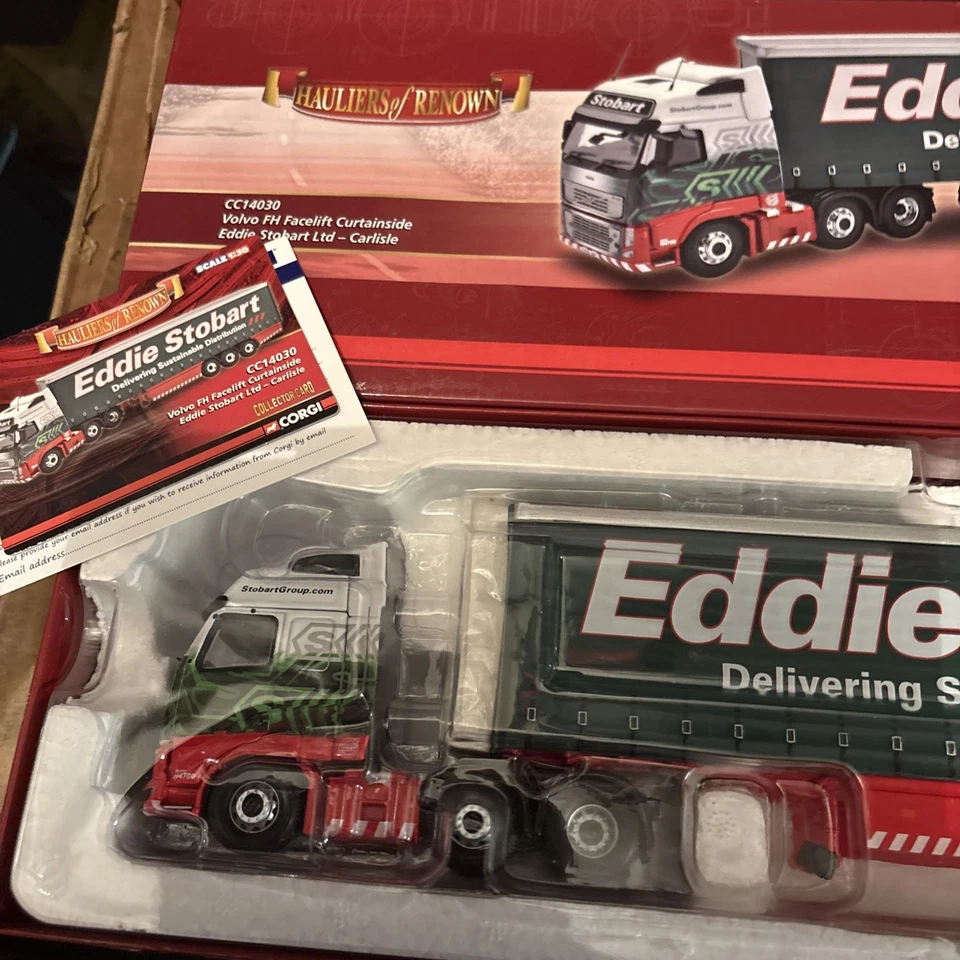 HAULIERS of RENOWN
CC14030
Volvo FH Facelift Curtainside
Eddie Stobart Ltd – Carlisle
Stobart
StobartGroup.com
S
Edd
De
SCALE 1:50
HAULIERS of RENOWN
Eddie Stobart
Delivering Sustainable Distribution
CC14030
Volvo FH Facelift Curtainside
Eddie Stobart Ltd – Carlisle
COLLECTOR CARD
CORGI
Please provide your email address if you wish to receive information from Corgi by email
Email address
StobartGroup.com
S
H4700
Eddie
Delivering S